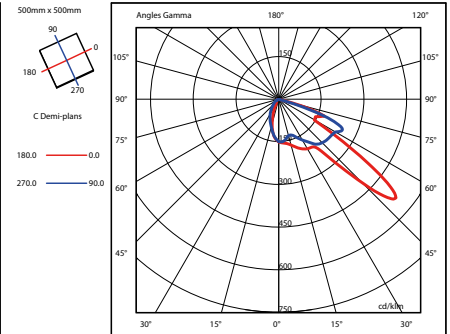 500mm x 500mm
90
0
180
270
C Demi-plans
180.0 0.0
270.0 90.0
Angles Gamma 180° 120°
105° 150 105°
90° 90°
75° 150 75°
300
60° 60°
450
45° 600 45°
cd/klm
750
30° 15° 0° 15° 30°